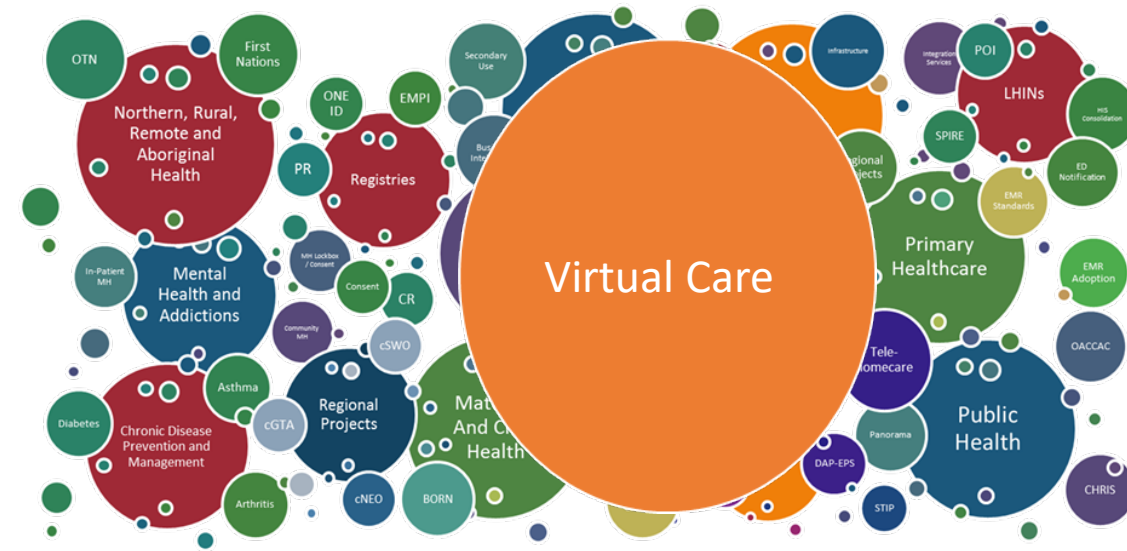 OTN
First
Nations
Northern, Rural,
Remote and
Aboriginal
Health
ONE
ID
EMPI
PR
Registries
Secondary
Use
Infrastructure
Integration
Services
POI
LHINs
HIS
Consolidation
SPIRE
ED
Notification
EMR
Standards
Primary
Healthcare
EMR
Adoption
Virtual Care
In-Patient
MH
Mental
Health and
Addictions
MH Lockbox
/ Consent
Consent
CR
Community
MH
cSWO
OACCAC
Tele-
Asthma
Diabetes
Chronic Disease
Prevention and
Management
Arthritis
cGTA
Regional
Projects
cNEO
BORN
And
Health
Public
Health
Panorama
DAP-EPS
STIP
CHRIS